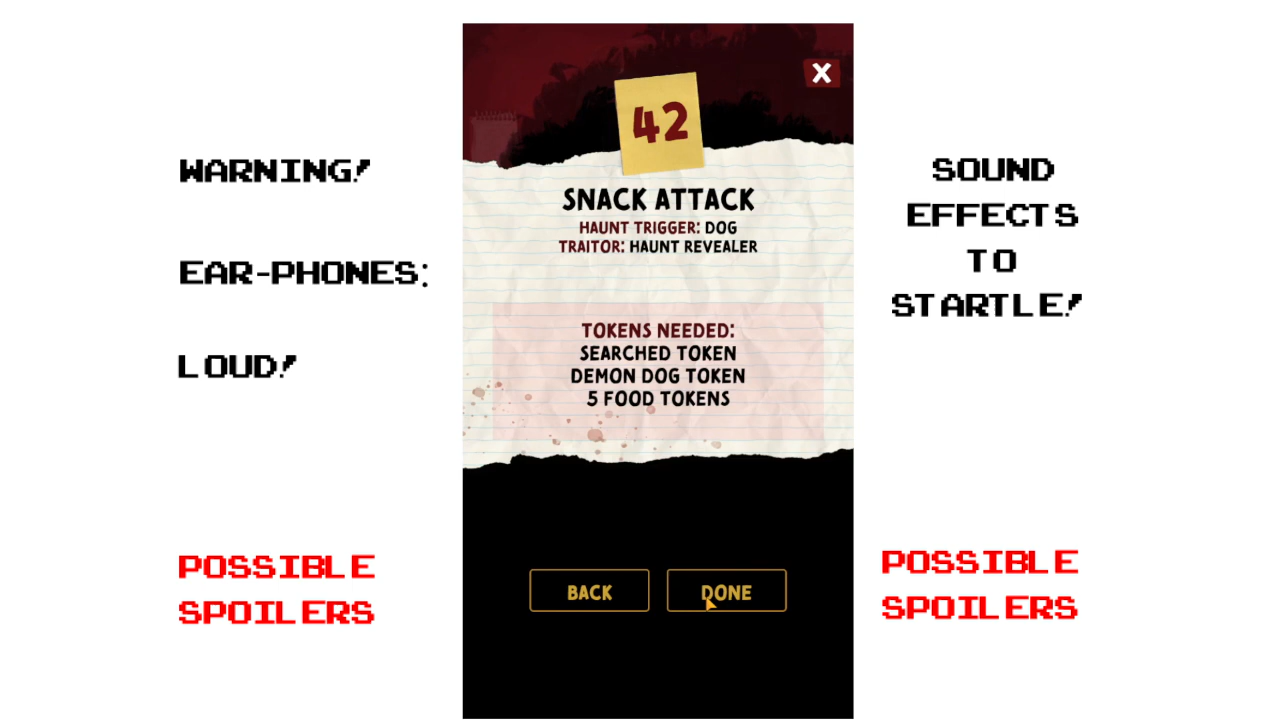 WARNING!
EAR-PHONES:
LOUD!
POSSIBLE
SPOILERS
X
42
SNACK ATTACK
HAUNT TRIGGER: DOG
TRAITOR: HAUNT REVEALER
TOKENS NEEDED:
SEARCHED TOKEN
DEMON DOG TOKEN
5 FOOD TOKENS
BACK
DONE
SOUND
EFFECTS
TO
STARTLE!
POSSIBLE
SPOILERS